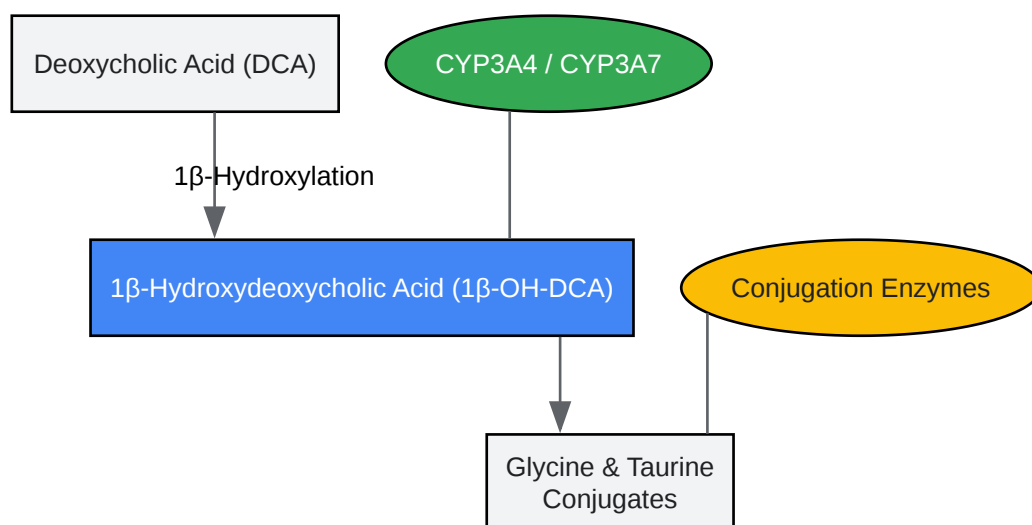 Deoxycholic Acid (DCA)
CYP3A4 / CYP3A7
1β-Hydroxylation
1β-Hydroxydeoxycholic Acid (1β-OH-DCA)
Conjugation Enzymes
Glycine & Taurine
Conjugates